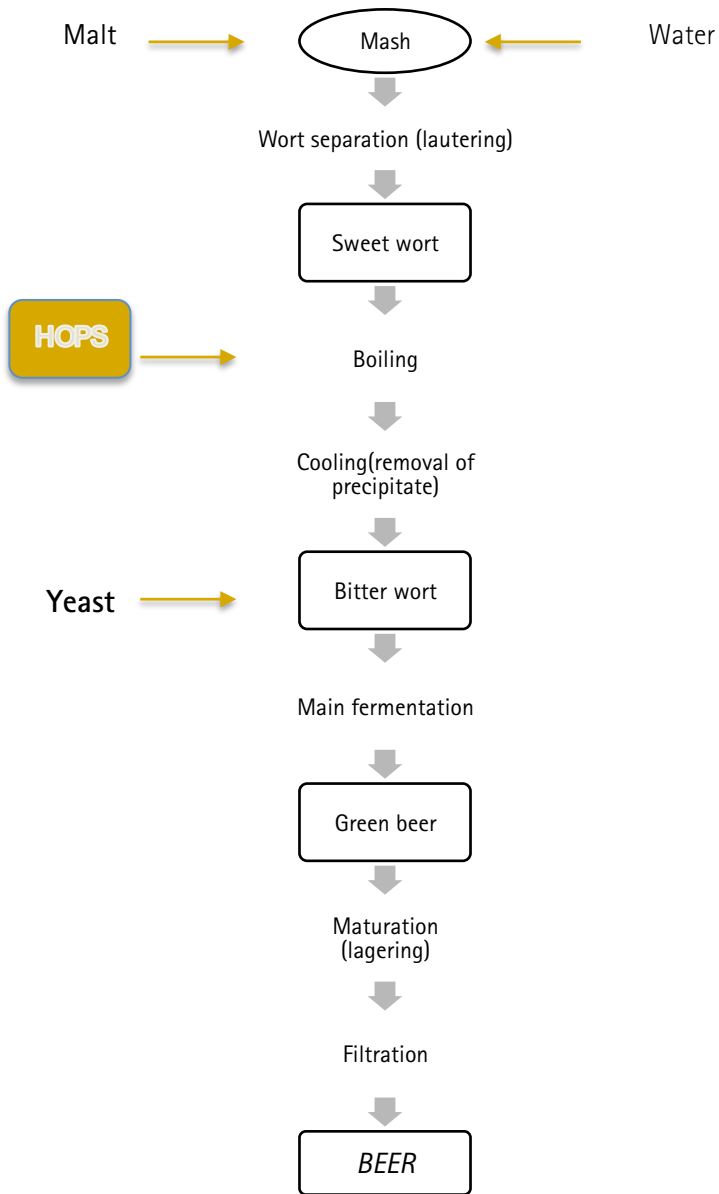 Malt
Mash
Water
Wort separation (lautering)
Sweet wort
HOPS
Boiling
Cooling(removal of
precipitate)
Yeast
Bitter wort
Main fermentation
Green beer
Maturation
(lagering)
Filtration
BEER